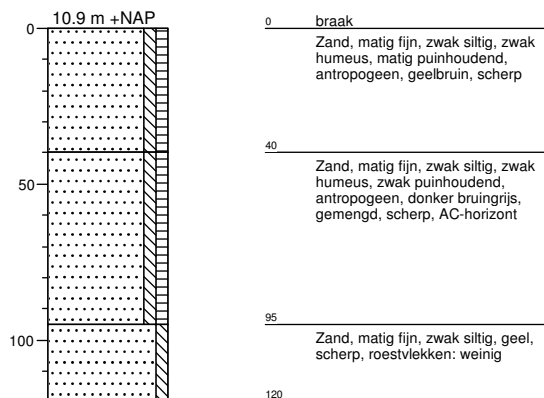 10.9 m +NAP
0
50
100
0 braak
Zand, matig fijn, zwak siltig, zwak
humeus, matig puinhoudend,
antropogeen, geelbruin, scherp
40
Zand, matig fijn, zwak siltig, zwak
humeus, zwak puinhoudend,
antropogeen, donker bruingrijs,
gemengd, scherp, AC-horizont
95
Zand, matig fijn, zwak siltig, geel,
scherp, roestvlekken: weinig
120